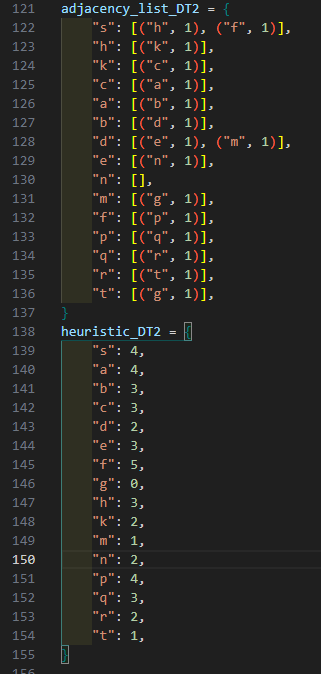 121 adjacency_list_DT2 = {
122     "s": [("h", 1), ("f", 1)],
123     "h": [("k", 1)],
124     "k": [("c", 1)],
125     "c": [("a", 1)],
126     "a": [("b", 1)],
127     "b": [("d", 1)],
128     "d": [("e", 1), ("m", 1)],
129     "e": [("n", 1)],
130     "n": [],
131     "m": [("g", 1)],
132     "f": [("p", 1)],
133     "p": [("q", 1)],
134     "q": [("r", 1)],
135     "r": [("t", 1)],
136     "t": [("g", 1)],
137 }
138 heuristic_DT2 = {
139     "s": 4,
140     "a": 4,
141     "b": 3,
142     "c": 3,
143     "d": 2,
144     "e": 3,
145     "f": 5,
146     "g": 0,
147     "h": 3,
148     "k": 2,
149     "m": 1,
150     "n": 2,
151     "p": 4,
152     "q": 3,
153     "r": 2,
154     "t": 1,
155 }